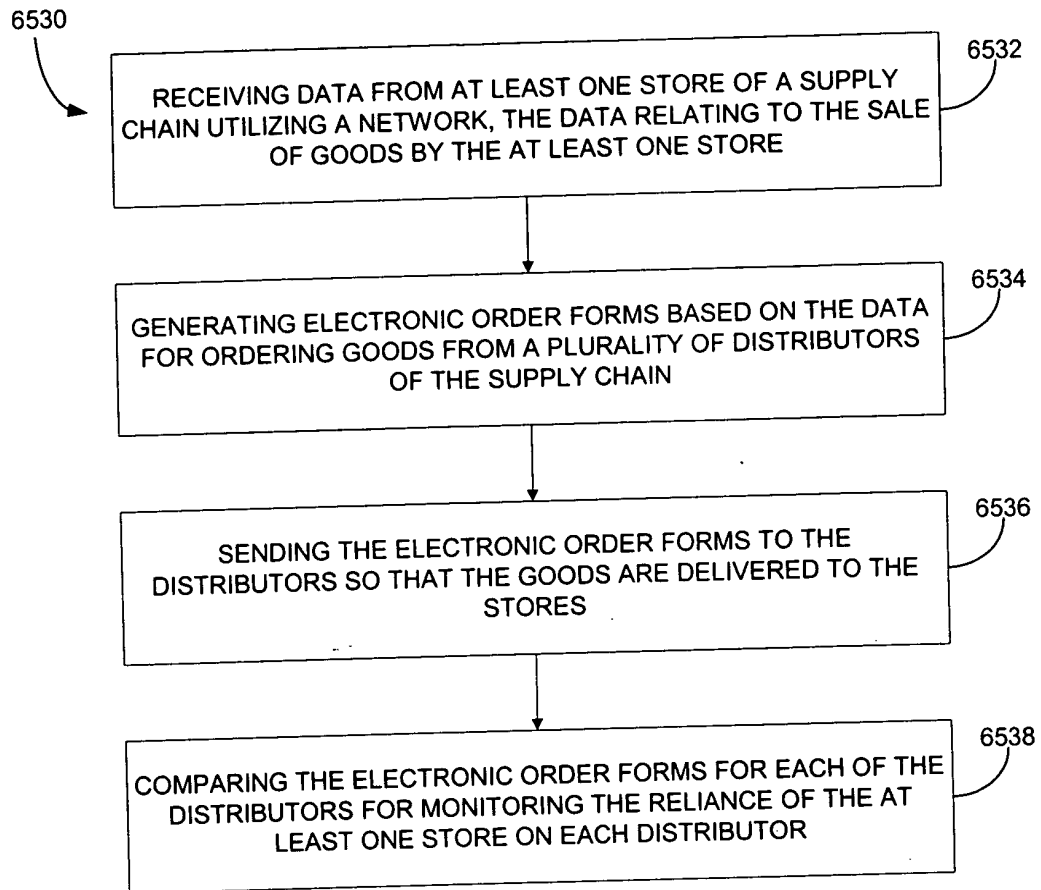 6530
6532
RECEIVING DATA FROM AT LEAST ONE STORE OF A SUPPLY
CHAIN UTILIZING A NETWORK, THE DATA RELATING TO THE SALE
OF GOODS BY THE AT LEAST ONE STORE
6534
GENERATING ELECTRONIC ORDER FORMS BASED ON THE DATA
FOR ORDERING GOODS FROM A PLURALITY OF DISTRIBUTORS
OF THE SUPPLY CHAIN
6536
SENDING THE ELECTRONIC ORDER FORMS TO THE
DISTRIBUTORS SO THAT THE GOODS ARE DELIVERED TO THE
STORES
6538
COMPARING THE ELECTRONIC ORDER FORMS FOR EACH OF THE
DISTRIBUTORS FOR MONITORING THE RELIANCE OF THE AT
LEAST ONE STORE ON EACH DISTRIBUTOR